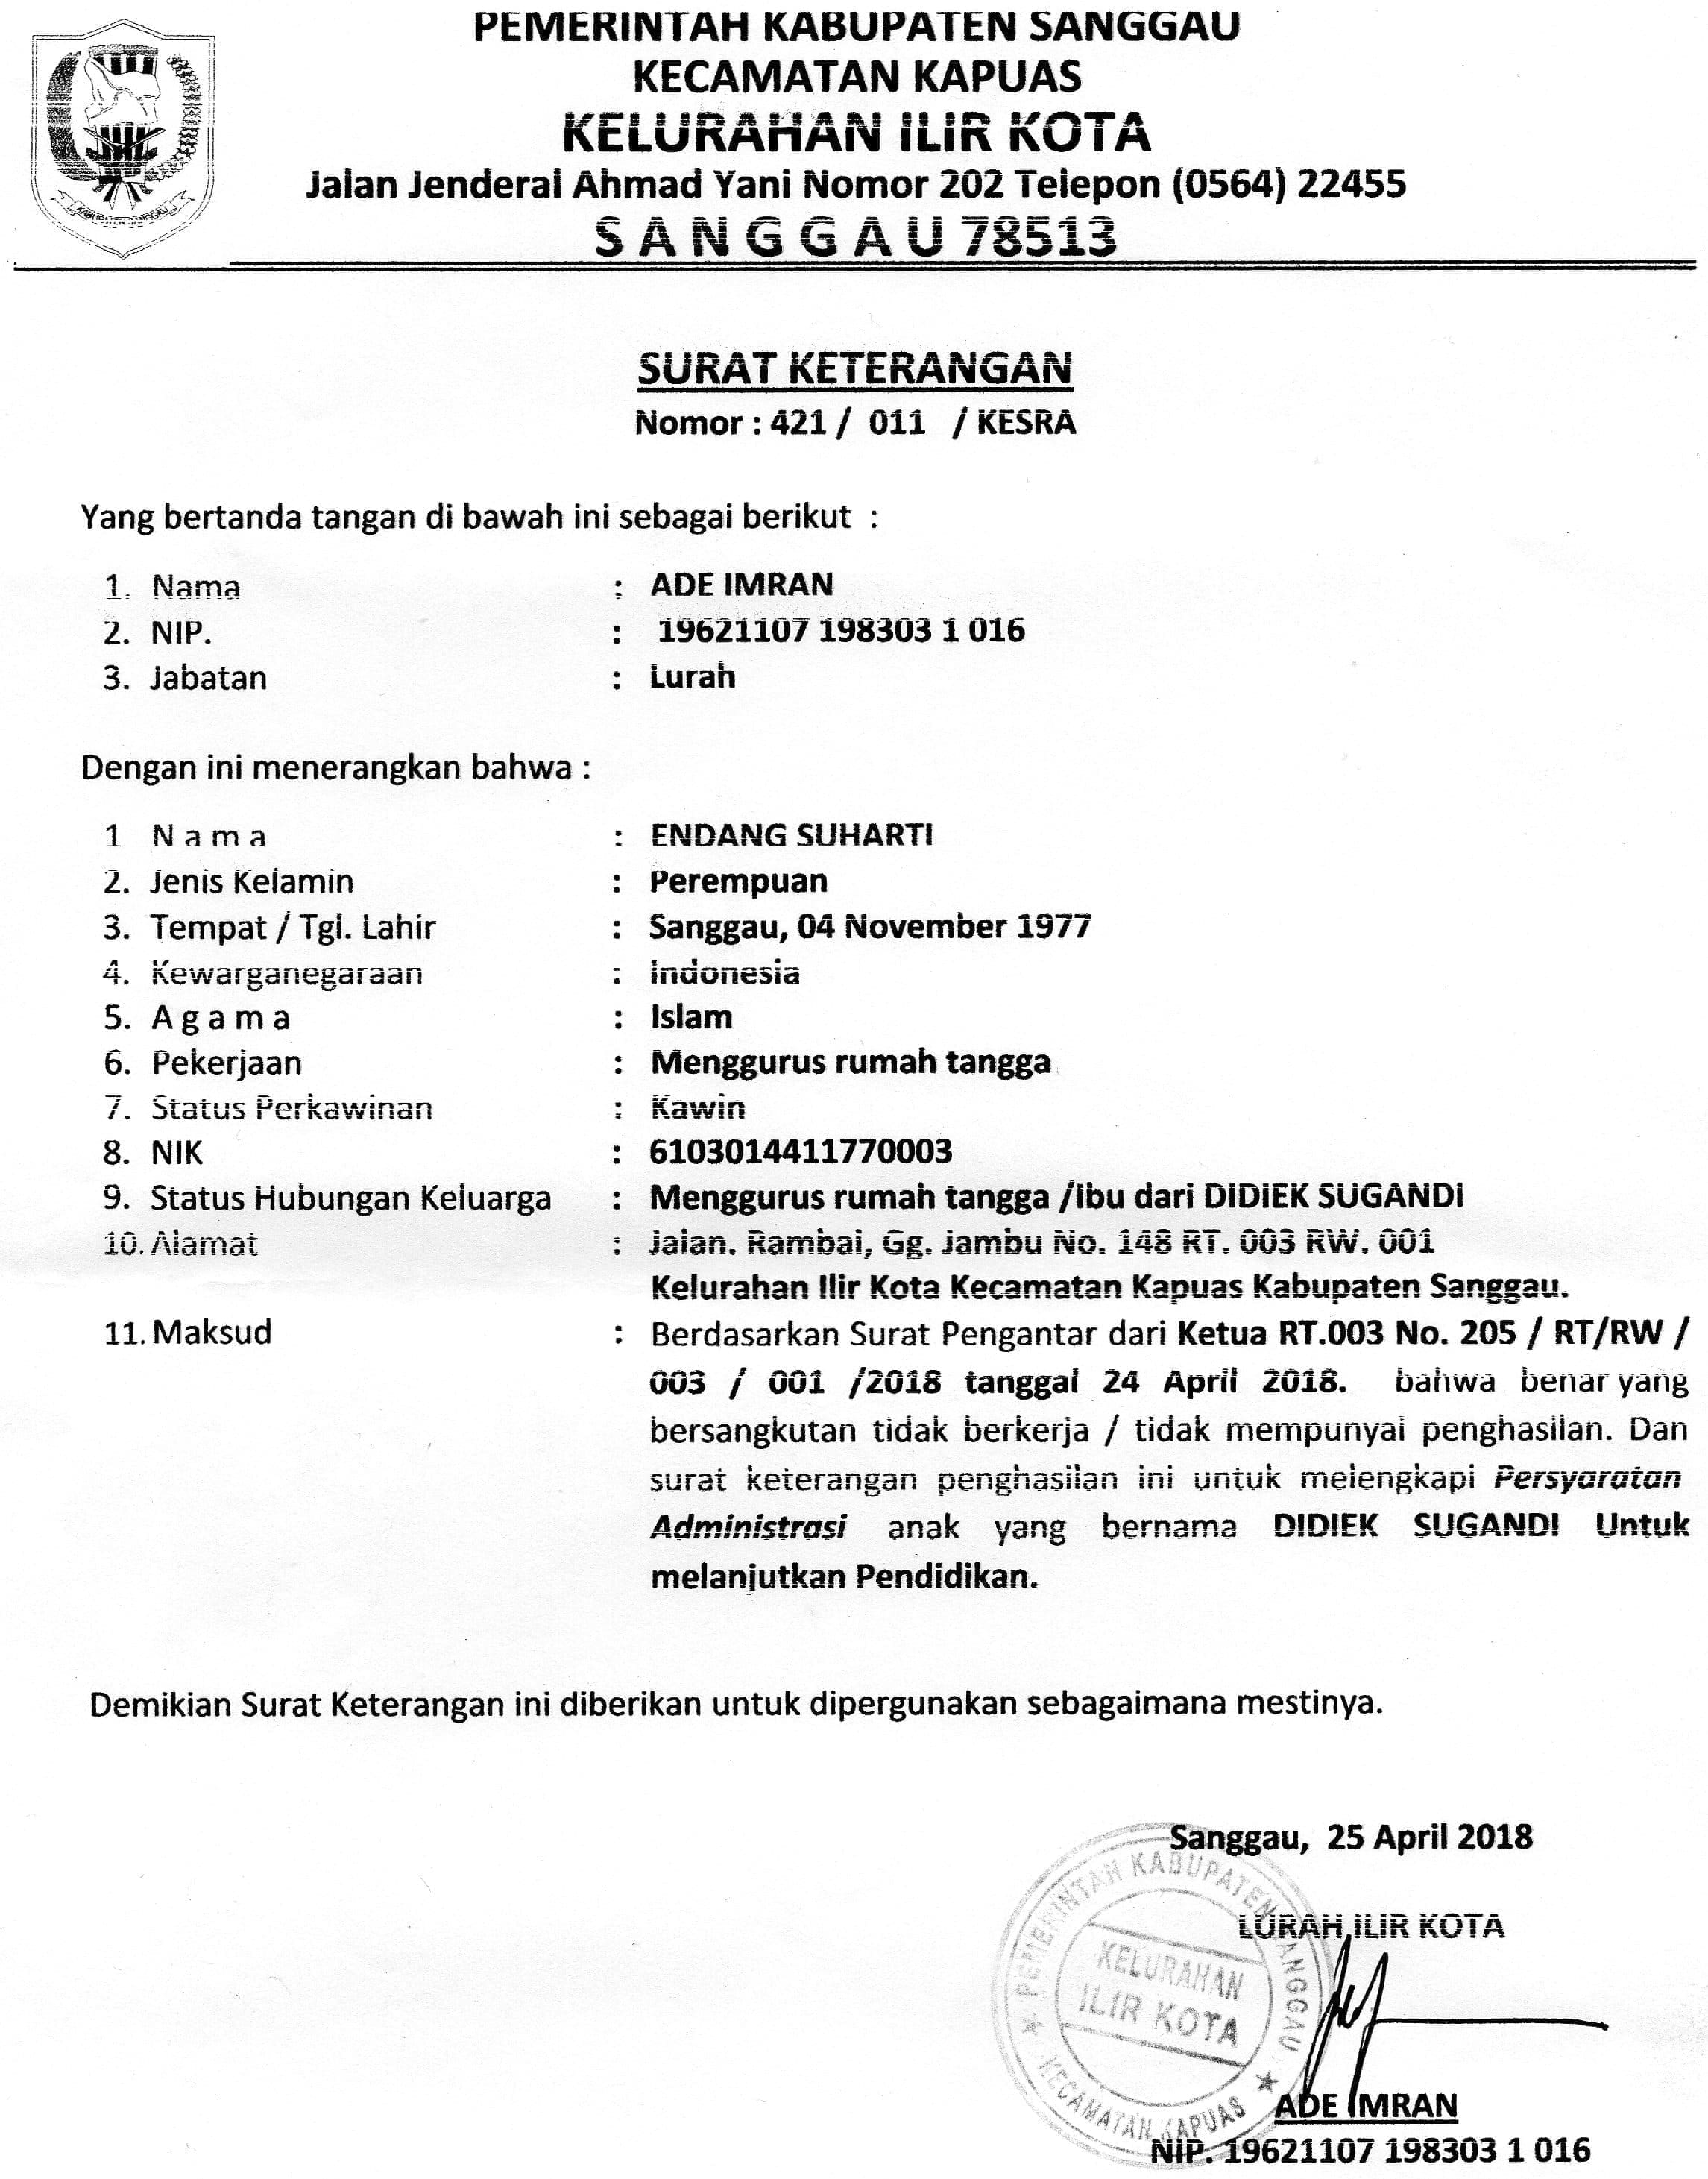 PEMERINTAH KABUPATEN SANGGAU
KECAMATAN KAPUAS
KELURAHAN ILIR KOTA
Jalan Jenderal Ahmad Yani Nomor 202 Telepon (0564) 22455
S A N G G A U 78513
KABUPATEN SANGGAU
SURAT KETERANGAN
Nomor : 421 / 011 / KESRA
Yang bertanda tangan di bawah ini sebagai berikut :
1. Nama : ADE IMRAN
2. NIP. : 19621107 198303 1 016
3. Jabatan : Lurah
Dengan ini menerangkan bahwa :
1 N a m a : ENDANG SUHARTI
2. Jenis Kelamin : Perempuan
3. Tempat / Tgl. Lahir : Sanggau, 04 November 1977
4. Kewarganegaraan : indonesia
5. A g a m a : Islam
6. Pekerjaan : Menggurus rumah tangga
7. Status Perkawinan : Kawin
8. NIK : 6103014411770003
9. Status Hubungan Keluarga : Menggurus rumah tangga /Ibu dari DIDIEK SUGANDI
10. Alamat : Jalan. Rambai, Gg. Jambu No. 148 RT. 003 RW. 001
Kelurahan Ilir Kota Kecamatan Kapuas Kabupaten Sanggau.
11. Maksud : Berdasarkan Surat Pengantar dari Ketua RT.003 No. 205 / RT/RW /
003 / 001 /2018 tanggal 24 April 2018. bahwa benar yang
bersangkutan tidak berkerja / tidak mempunyai penghasilan. Dan
surat keterangan penghasilan ini untuk melengkapi Persyaratan
Administrasi anak yang bernama DIDIEK SUGANDI Untuk
melanjutkan Pendidikan.
Demikian Surat Keterangan ini diberikan untuk dipergunakan sebagaimana mestinya.
Sanggau, 25 April 2018
LURAH ILIR KOTA
PEMERINTAH KABUPATEN SANGGAU
KELURAHAN
ILIR KOTA
KECAMATAN KAPUAS
ADE IMRAN
NIP. 19621107 198303 1 016